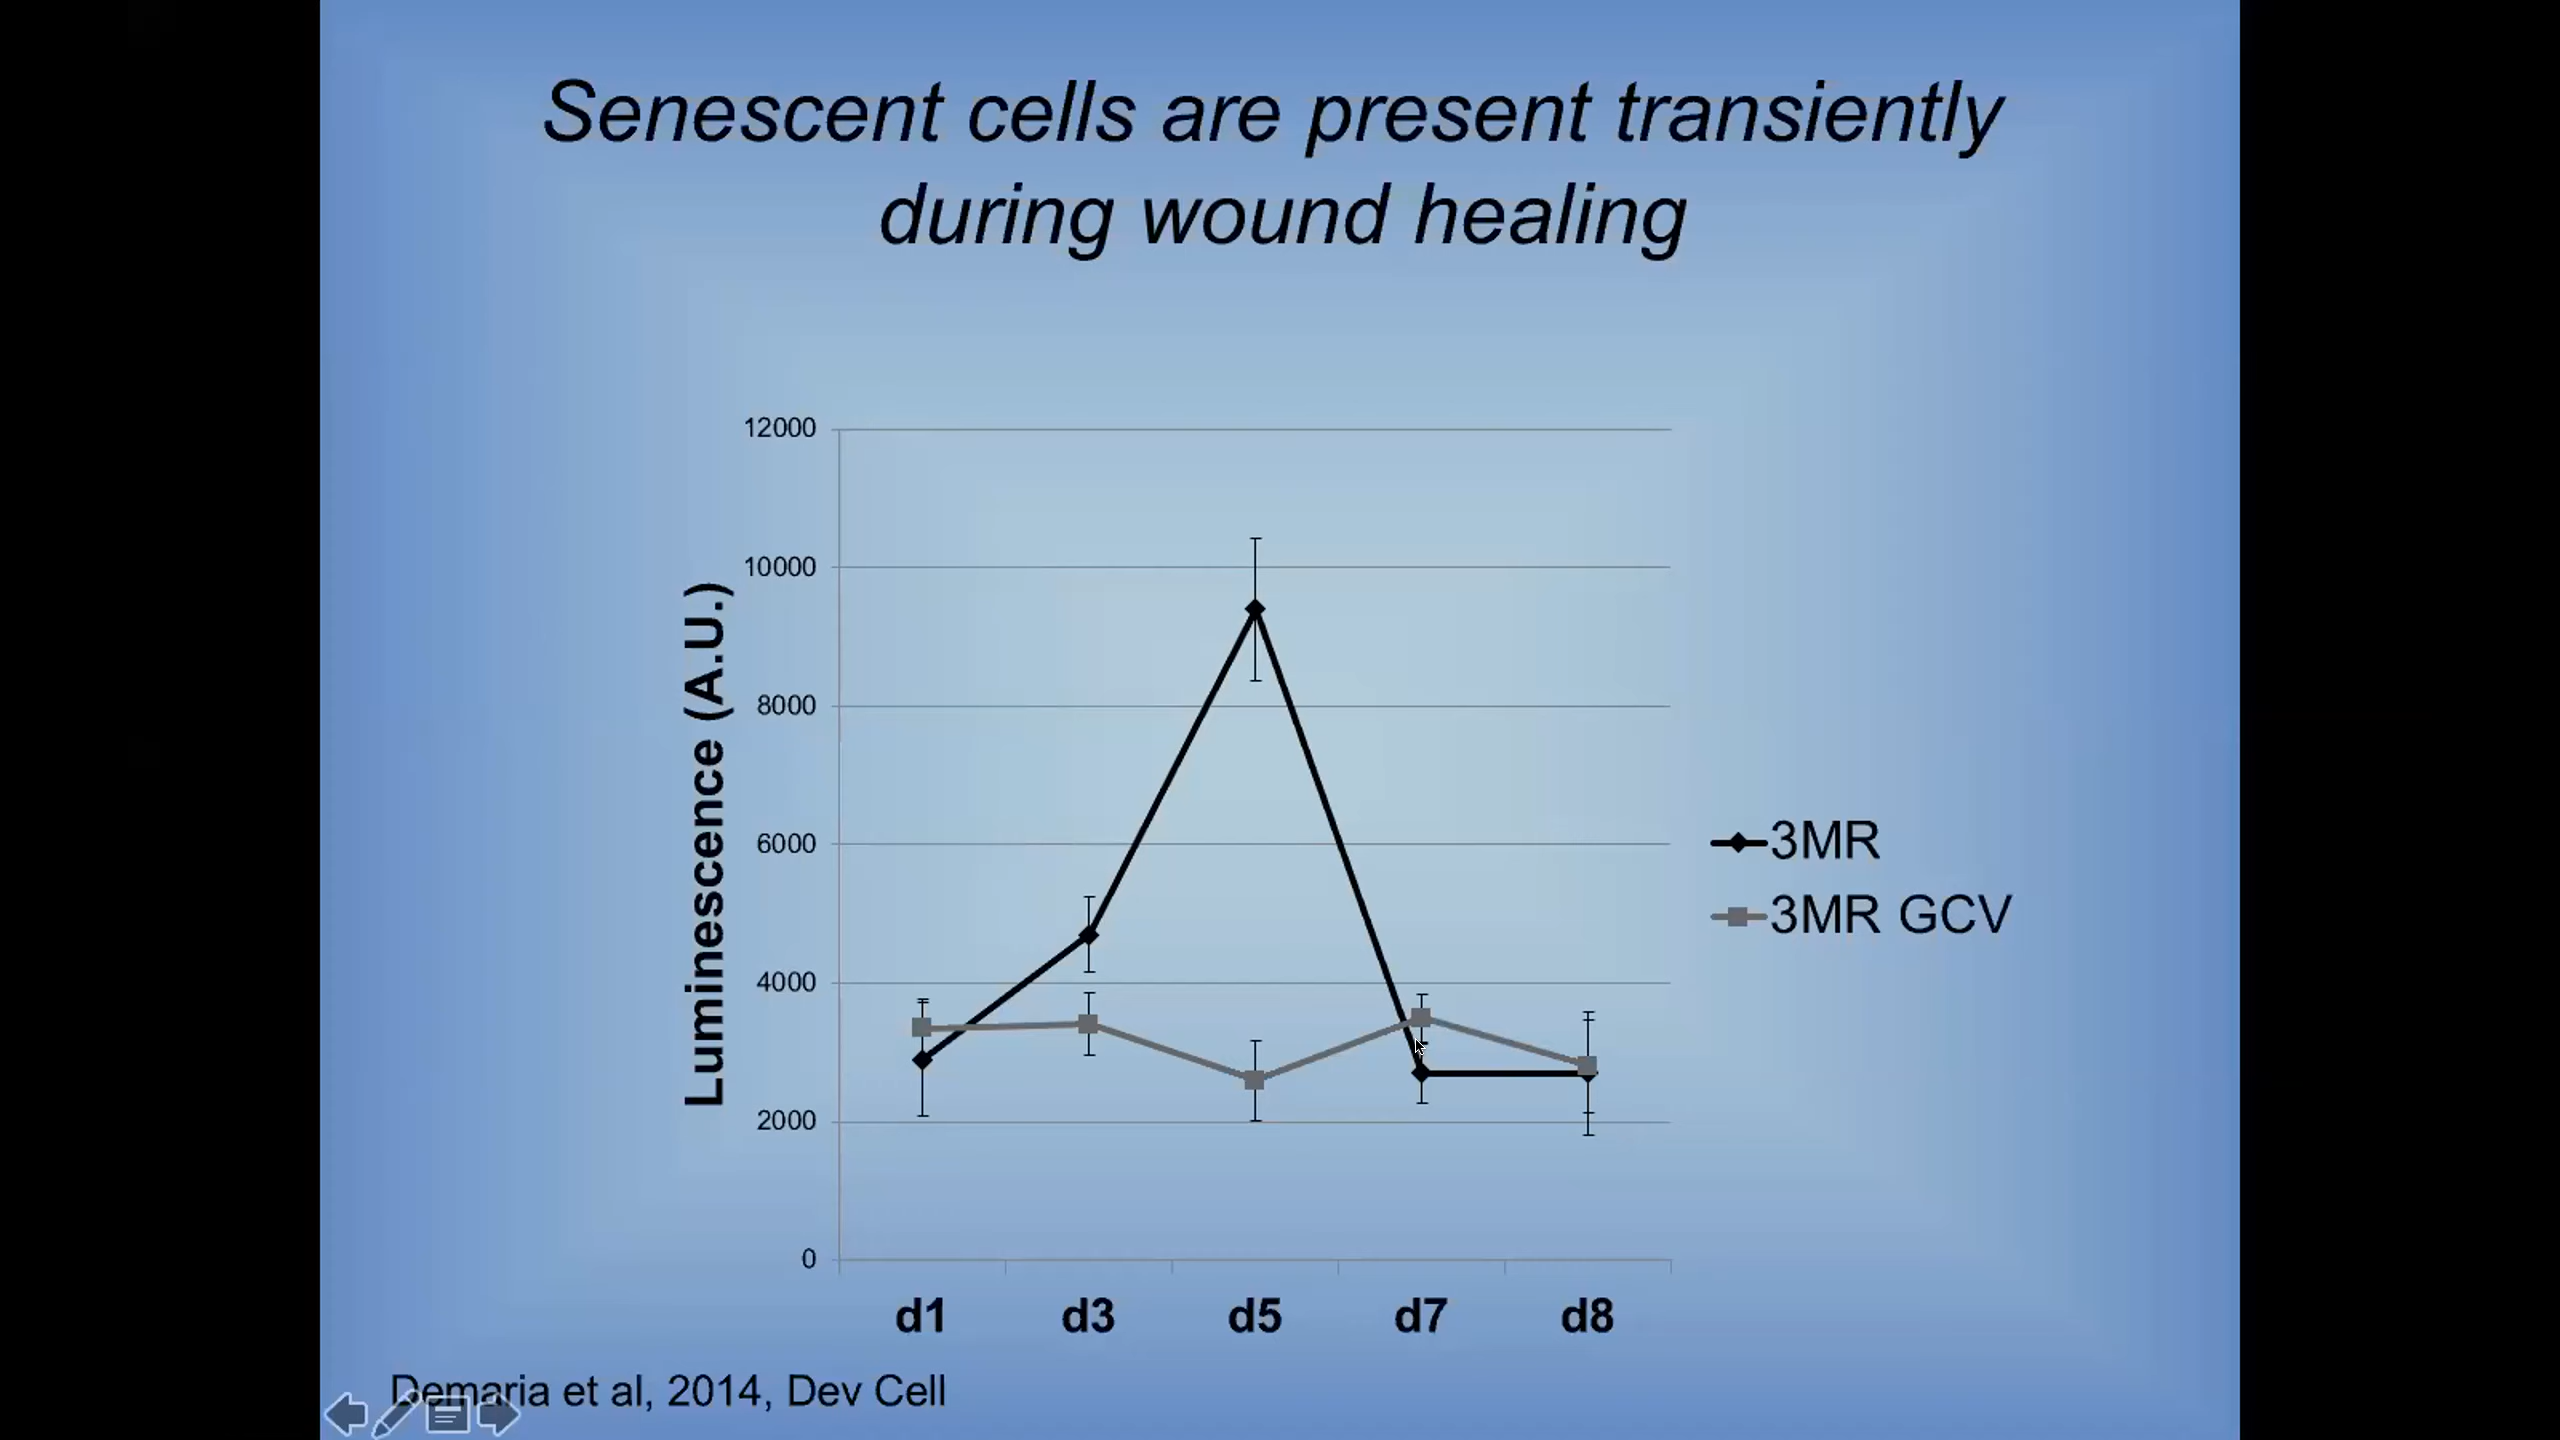 Senescent cells are present transiently
during wound healing
Luminescence (A.U.)
12000
10000
8000
6000
4000
2000
0
d1 d3 d5 d7 d8
3MR
3MR GCV
Demaria et al, 2014, Dev Cell